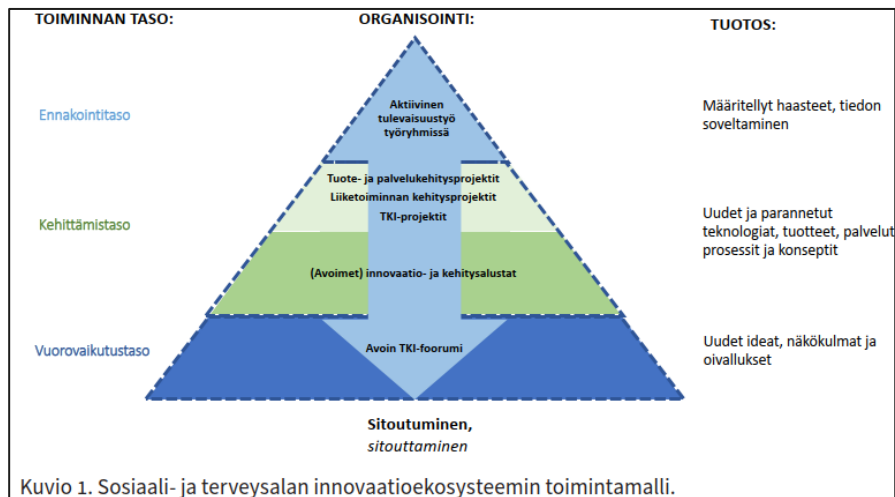 TOIMINNAN TASO:
ORGANISOINTI:
TUOTOS:
Ennakointitaso
Aktiivinen
tulevaisuustyö
työryhmissä
Määritellyt haasteet, tiedon
soveltaminen
Kehittämistaso
Tuote- ja palvelukehitysprojektit
Liiketoiminnan kehitysprojektit
TKI-projektit
(Avoimet) innovaatio- ja kehitysalustat
Uudet ja parannetut
teknologiat, tuotteet, palvelut
prosessit ja konseptit
Vuorovaikutustaso
Avoin TKI-foorumi
Uudet ideat, näkökulmat ja
oivallukset
Sitoutuminen,
sitouttaminen
Kuvio 1. Sosiaali- ja terveysalan innovaatioekosysteemin toimintamalli.